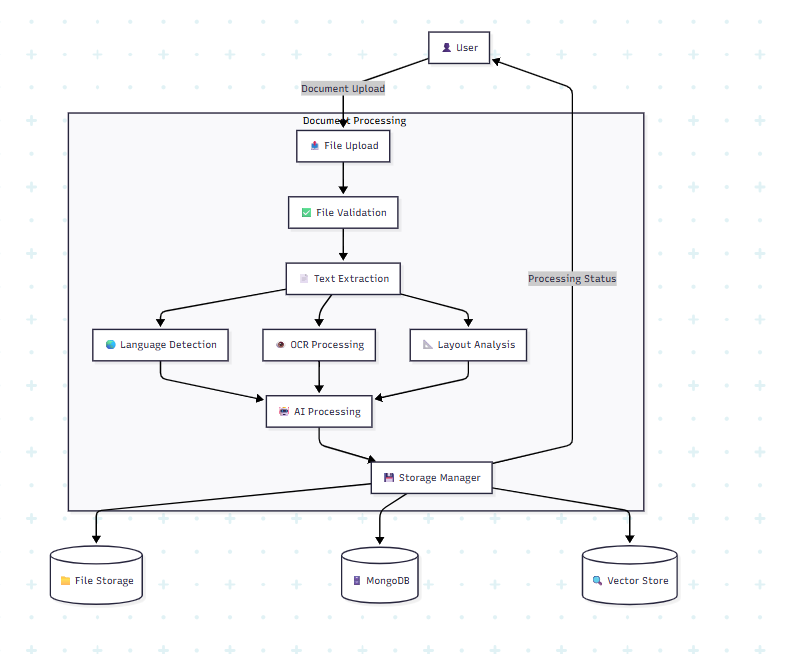 User
Document Upload
Document Processing
File Upload
File Validation
Text Extraction
Processing Status
Language Detection
OCR Processing
Layout Analysis
AI Processing
Storage Manager
File Storage
MongoDB
Vector Store